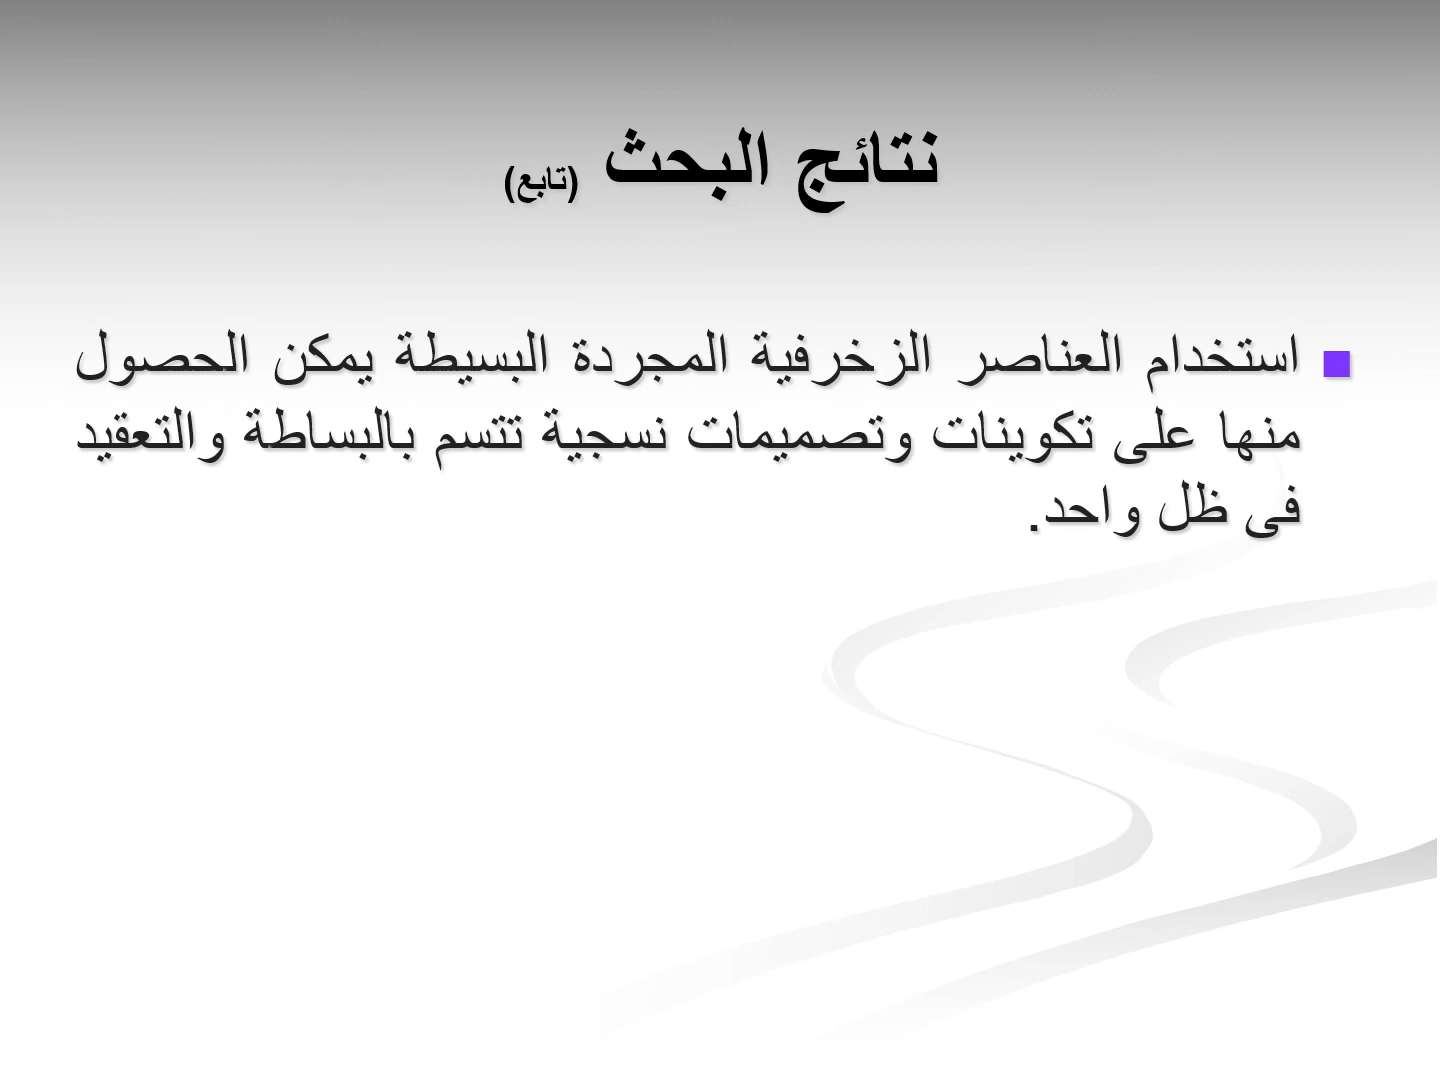 نتائج البحث (تابع)
استخدام العناصر الزخرفية المجردة البسيطة يمكن الحصول
منها على تكوينات وتصميمات نسجية تتسم بالبساطة والتعقيد
فى ظل واحد.